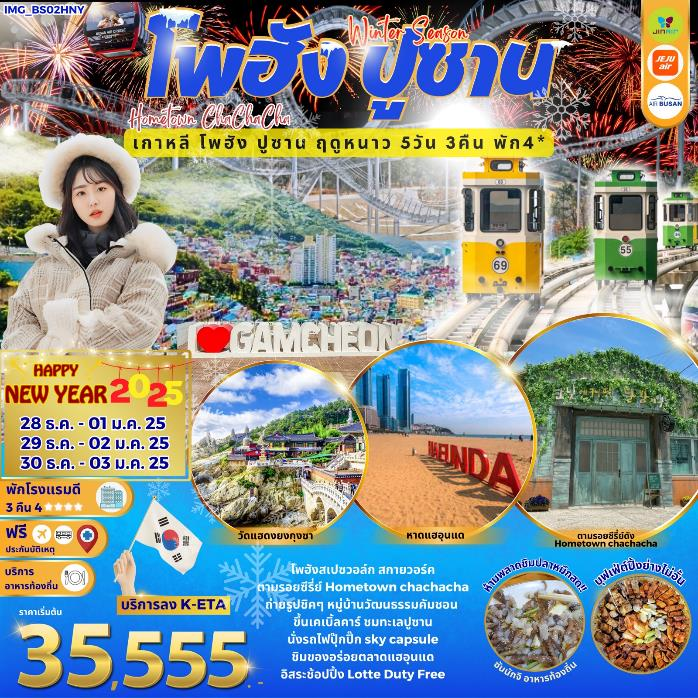 IMG_BS02HNY
Winter Season
โพฮัง ปูซาน
Hometown ChaChaCha
JINAIR
JEJU
air
AIR BUSAN
เกาหลี โพฮัง ปูซาน ฤดูหนาว 5วัน 3คืน พัก4*
69
55
I GAMCHEON
HAPPY
NEW YEAR 2025
28 ธ.ค. - 01 ม.ค. 25
29 ธ.ค. - 02 ม.ค. 25
30 ธ.ค. - 03 ม.ค. 25
HAEUNDA
วัดแฮดงยงกุงซา
หาดแฮอุนแด
ตามรอยซีรี่ย์ดัง
Hometown chachacha
พักโรงแรมดี
3 คืน 4
ฟรี
ประกันอุบัติเหตุ
บริการ
อาหารท้องถิ่น
บริการลง K-ETA
ราคาเริ่มต้น
35,555.-
โพฮังสเปซวอล์ก สกายวอร์ค
ตามรอยซีรี่ย์ Hometown chachacha
ถ่ายรูปชิคๆ หมู่บ้านวัฒนธรรมคัมชอน
ขึ้นเคเบิ้ลคาร์ ชมทะเลปูซาน
นั่งรถไฟปุ๊กปิ๊ก sky capsule
ชิมของอร่อยตลาดแฮอุนแด
อิสระช้อปปิ้ง Lotte Duty Free
ห้ามพลาดชิมปลาหมึกสด!!
ซันนักจิ อาหารท้องถิ่น
บุฟเฟ่ต์ปิ้งย่างไม่อั้น